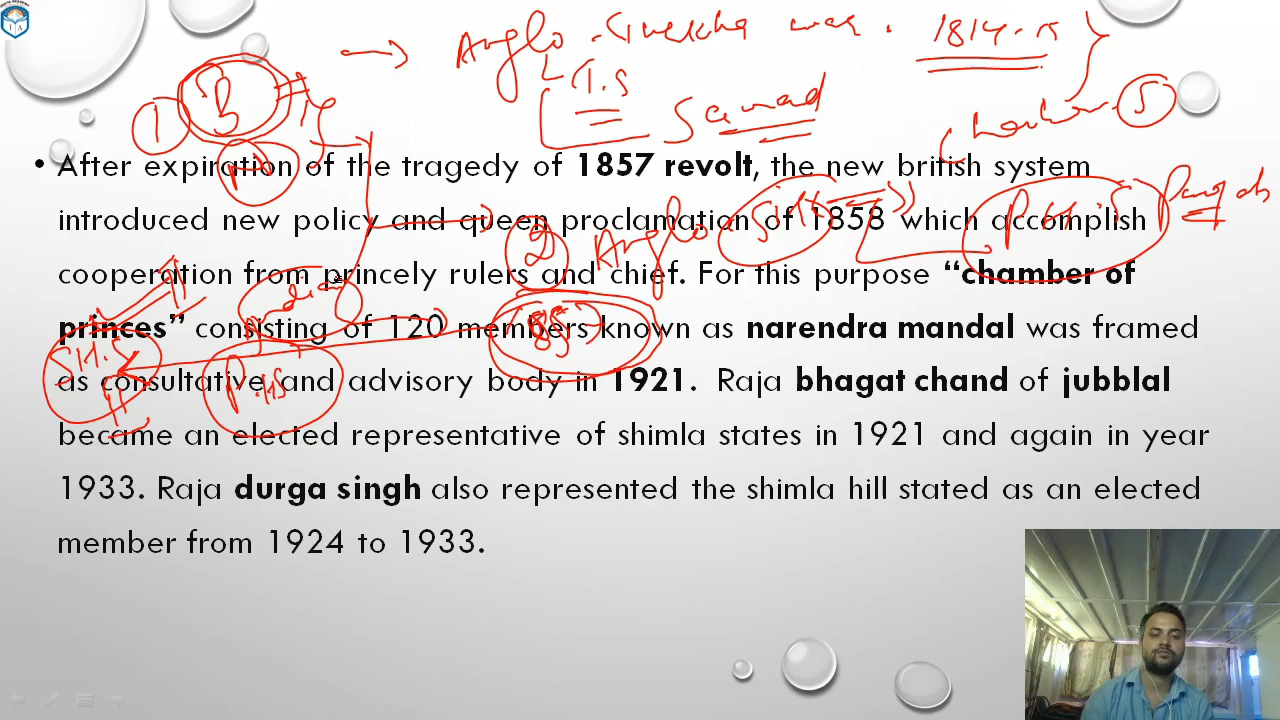 → Anglo-Gurkha war. 1814-15
① B T.S Sanad 5
• After expiration of the tragedy of 1857 revolt, the new british system
introduced new policy and queen proclamation of 1858 which accomplish
② Anglo Sikh P.H.S Punjab
cooperation from princely rulers and chief. For this purpose “chamber of
princes” consisting of 120 members known as narendra mandal was framed
S.H.S P.HS
as consultative and advisory body in 1921. Raja bhagat chand of jubblal
became an elected representative of shimla states in 1921 and again in year
1933. Raja durga singh also represented the shimla hill stated as an elected
member from 1924 to 1933.